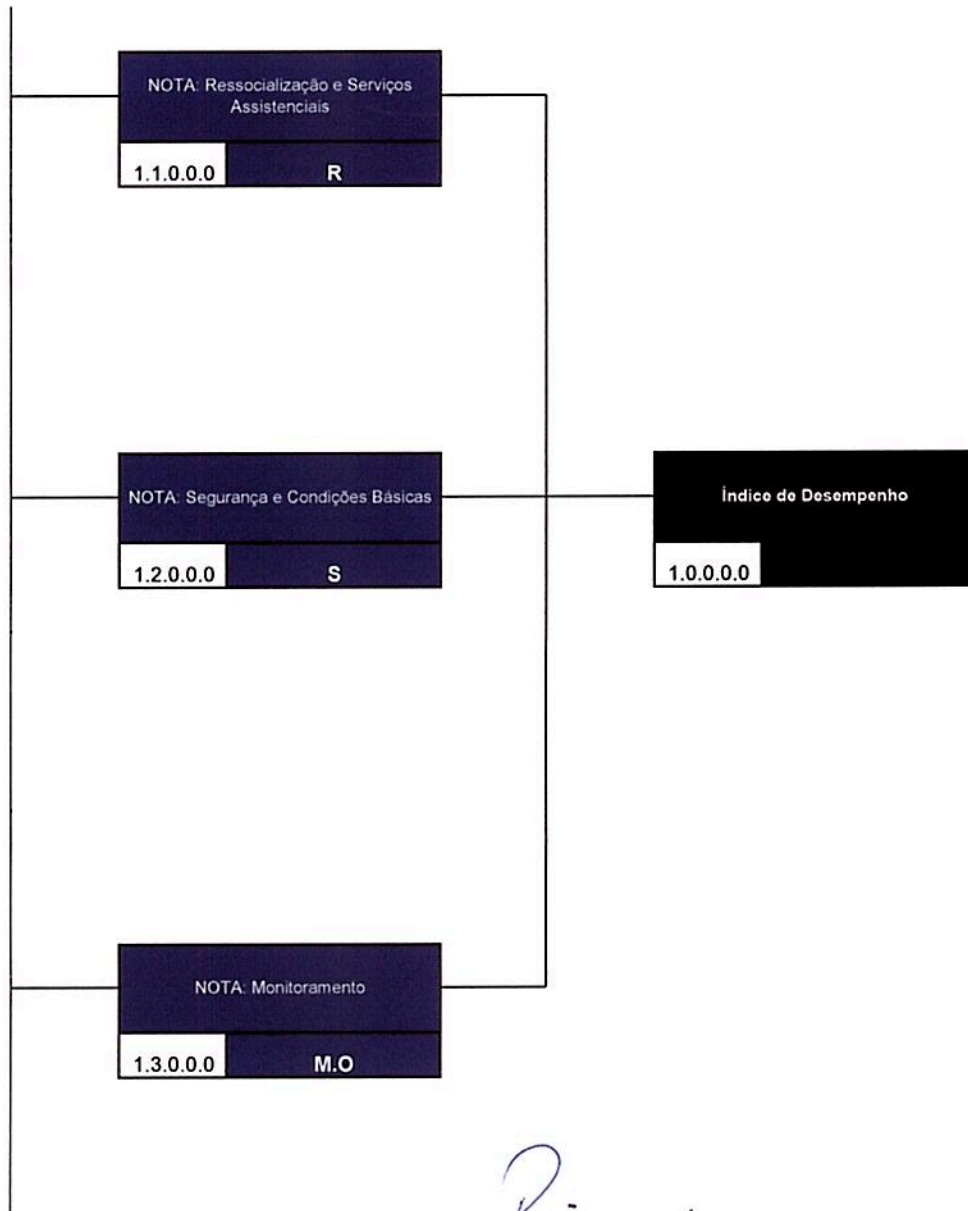 NOTA: Ressocialização e Serviços
Assistenciais
1.1.0.0.0 R
NOTA: Segurança e Condições Básicas
1.2.0.0.0 S
Índice de Desempenho
1.0.0.0.0
NOTA: Monitoramento
1.3.0.0.0 M.O